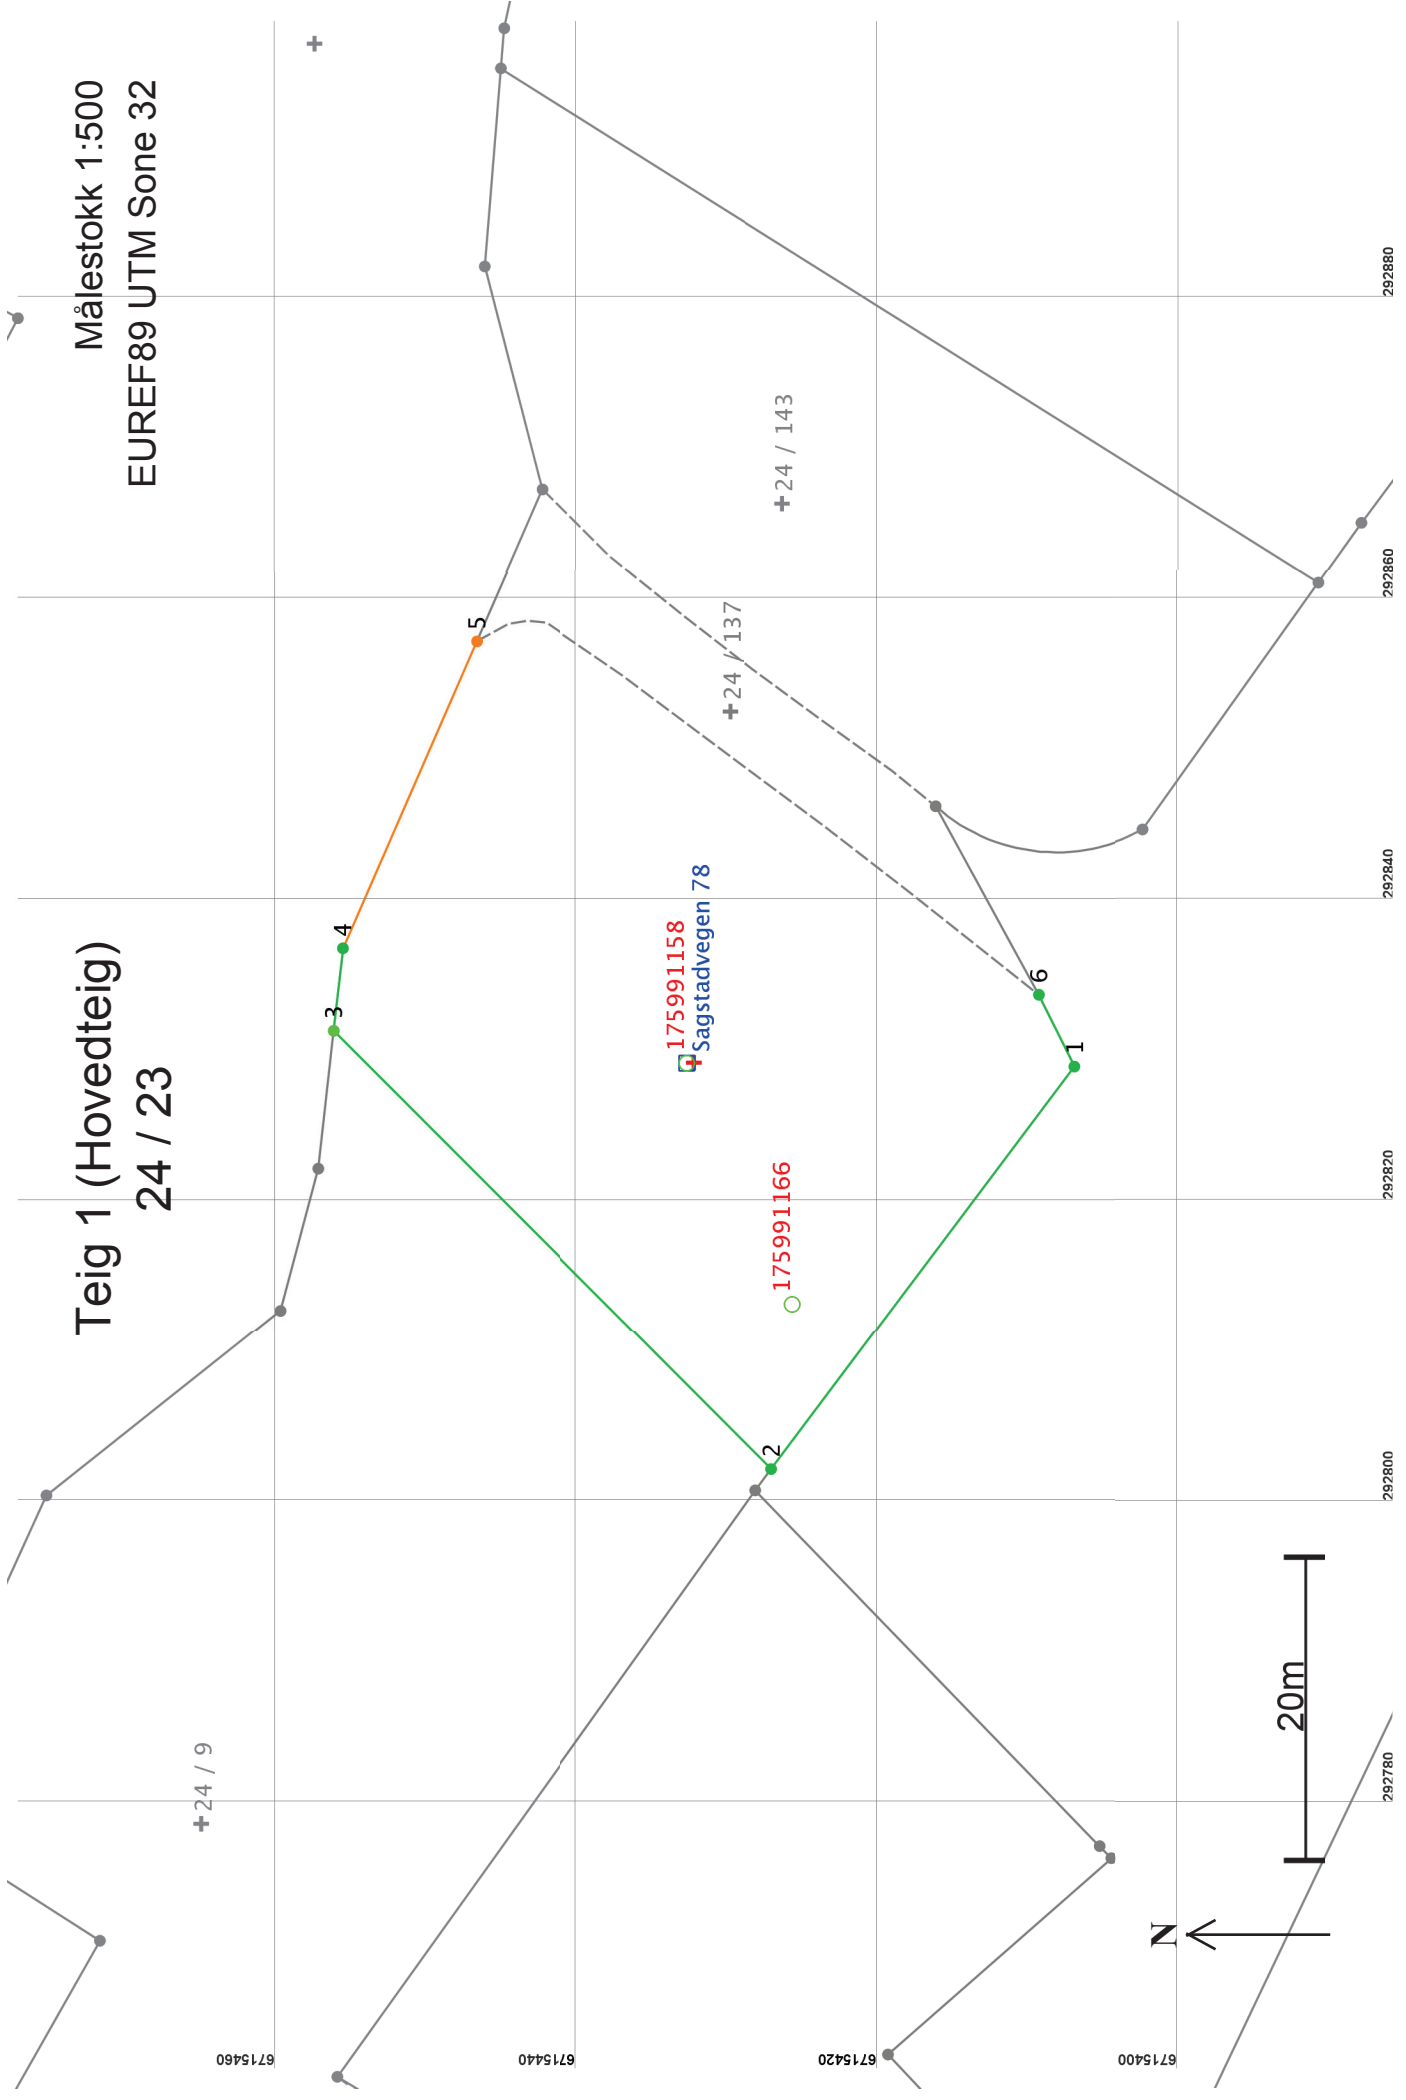 Teig 1 (Hovedteig)
24 / 23
Målestokk 1:500
EUREF89 UTM Sone 32
24 / 9
3
4
5
24 / 143
24 / 137
175991158
Sagstadvegen 78
175991166
2
6
1
20m
N
6715460
6715440
6715420
6715400
292780
292800
292820
292840
292860
292880